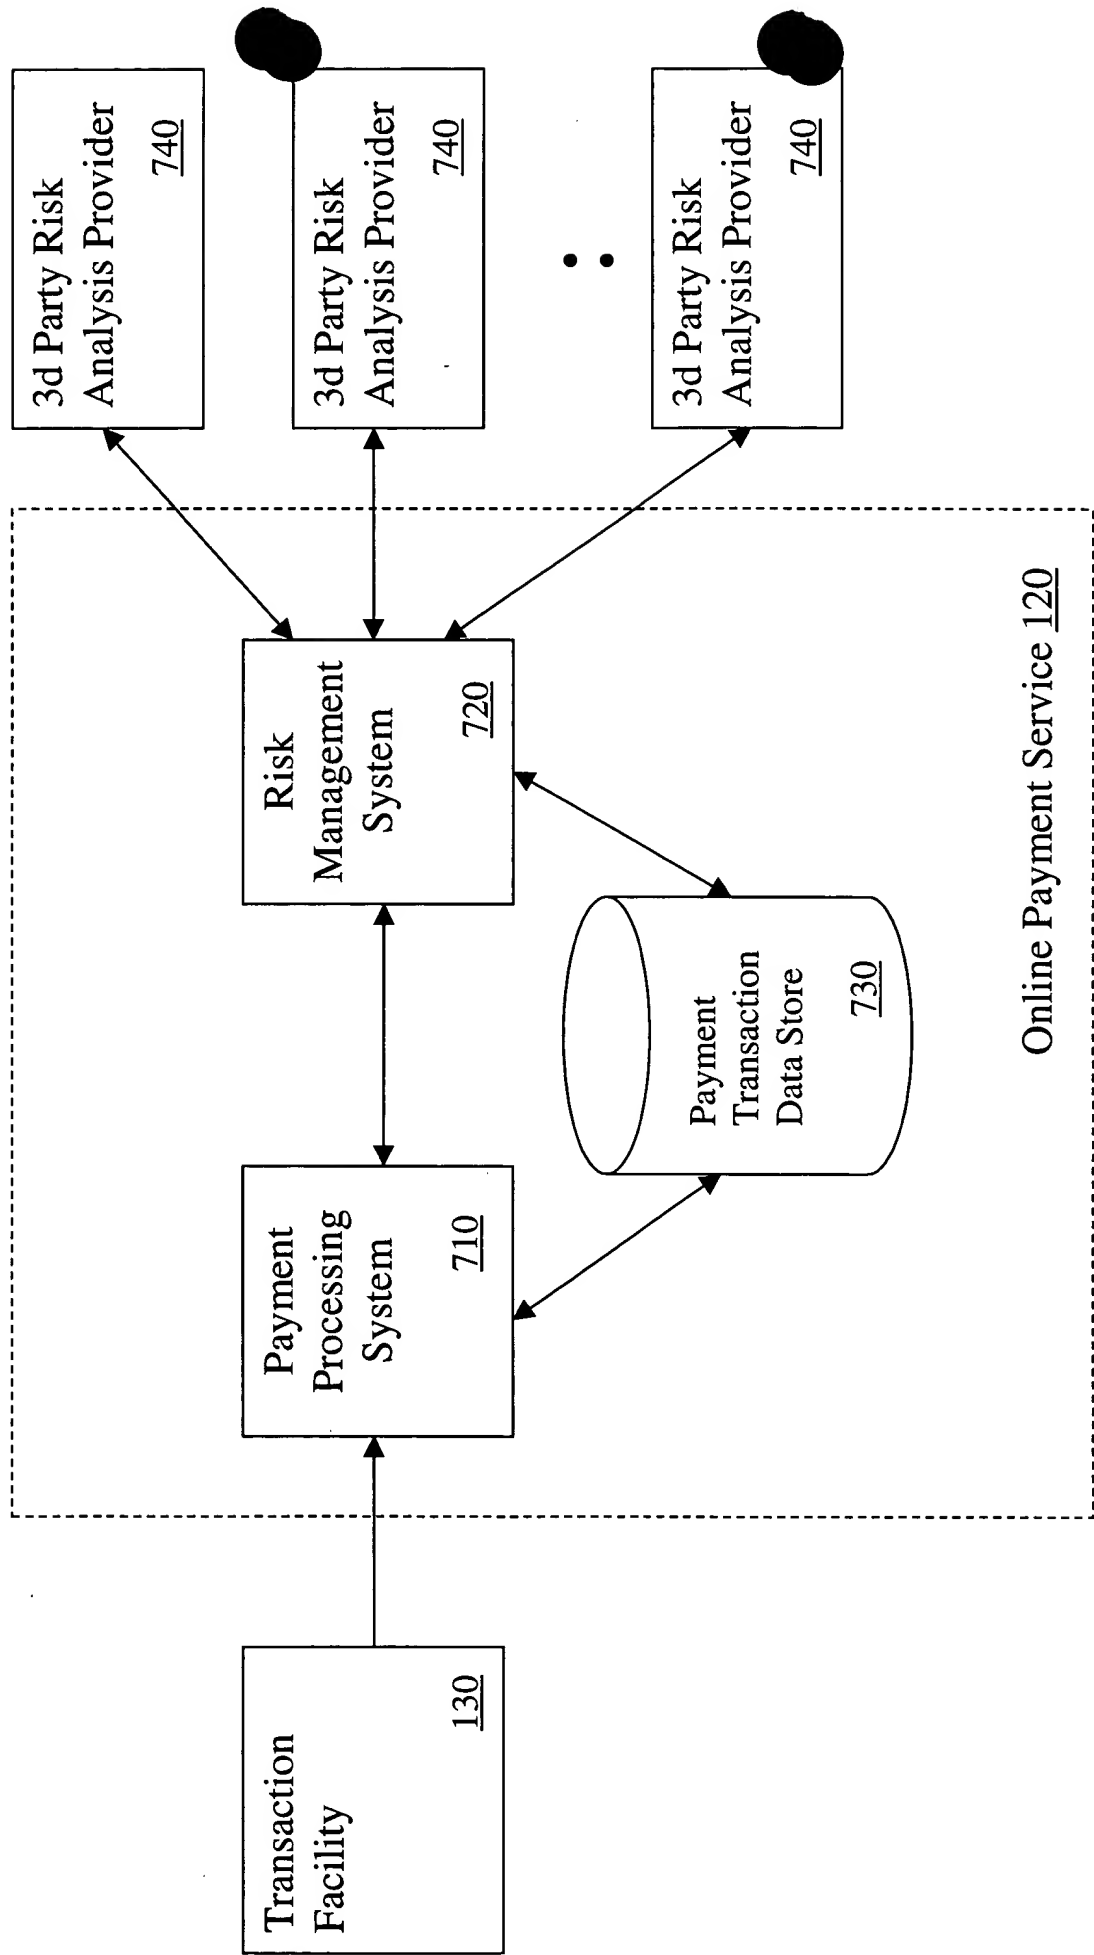 Transaction
Facility
130
Payment
Processing
System
710
Risk
Management
System
720
Payment
Transaction
Data Store
730
Online Payment Service 120
3d Party Risk
Analysis Provider
740
3d Party Risk
Analysis Provider
740
3d Party Risk
Analysis Provider
740